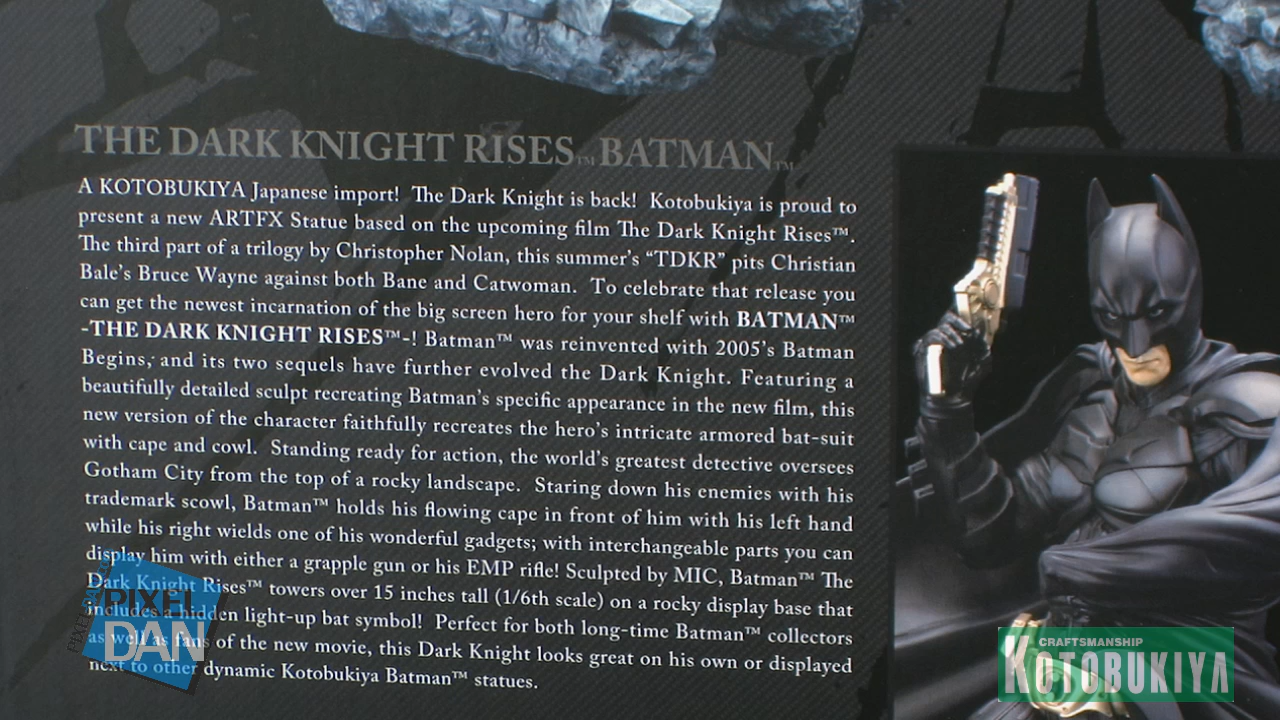 THE DARK KNIGHT RISES™ BATMAN™
A KOTOBUKIYA Japanese import! The Dark Knight is back! Kotobukiya is proud to
present a new ARTFX Statue based on the upcoming film The Dark Knight Rises™.
The third part of a trilogy by Christopher Nolan, this summer's “TDKR” pits Christian
Bale's Bruce Wayne against both Bane and Catwoman. To celebrate that release you
can get the newest incarnation of the big screen hero for your shelf with BATMAN™
-THE DARK KNIGHT RISES™-! Batman™ was reinvented with 2005's Batman
Begins, and its two sequels have further evolved the Dark Knight. Featuring a
beautifully detailed sculpt recreating Batman's specific appearance in the new film, this
new version of the character faithfully recreates the hero's intricate armored bat-suit
with cape and cowl. Standing ready for action, the world's greatest detective oversees
Gotham City from the top of a rocky landscape. Staring down his enemies with his
trademark scowl, Batman™ holds his flowing cape in front of him with his left hand
while his right wields one of his wonderful gadgets; with interchangeable parts you can
display him with either a grapple gun or his EMP rifle! Sculpted by MIC, Batman™ The
Dark Knight Rises™ towers over 15 inches tall (1/6th scale) on a rocky display base that
includes a hidden light-up bat symbol! Perfect for both long-time Batman™ collectors
as well as fans of the new movie, this Dark Knight looks great on his own or displayed
next to other dynamic Kotobukiya Batman™ statues.
PIXEL
DAN
CRAFTSMANSHIP
KOTOBUKIYA